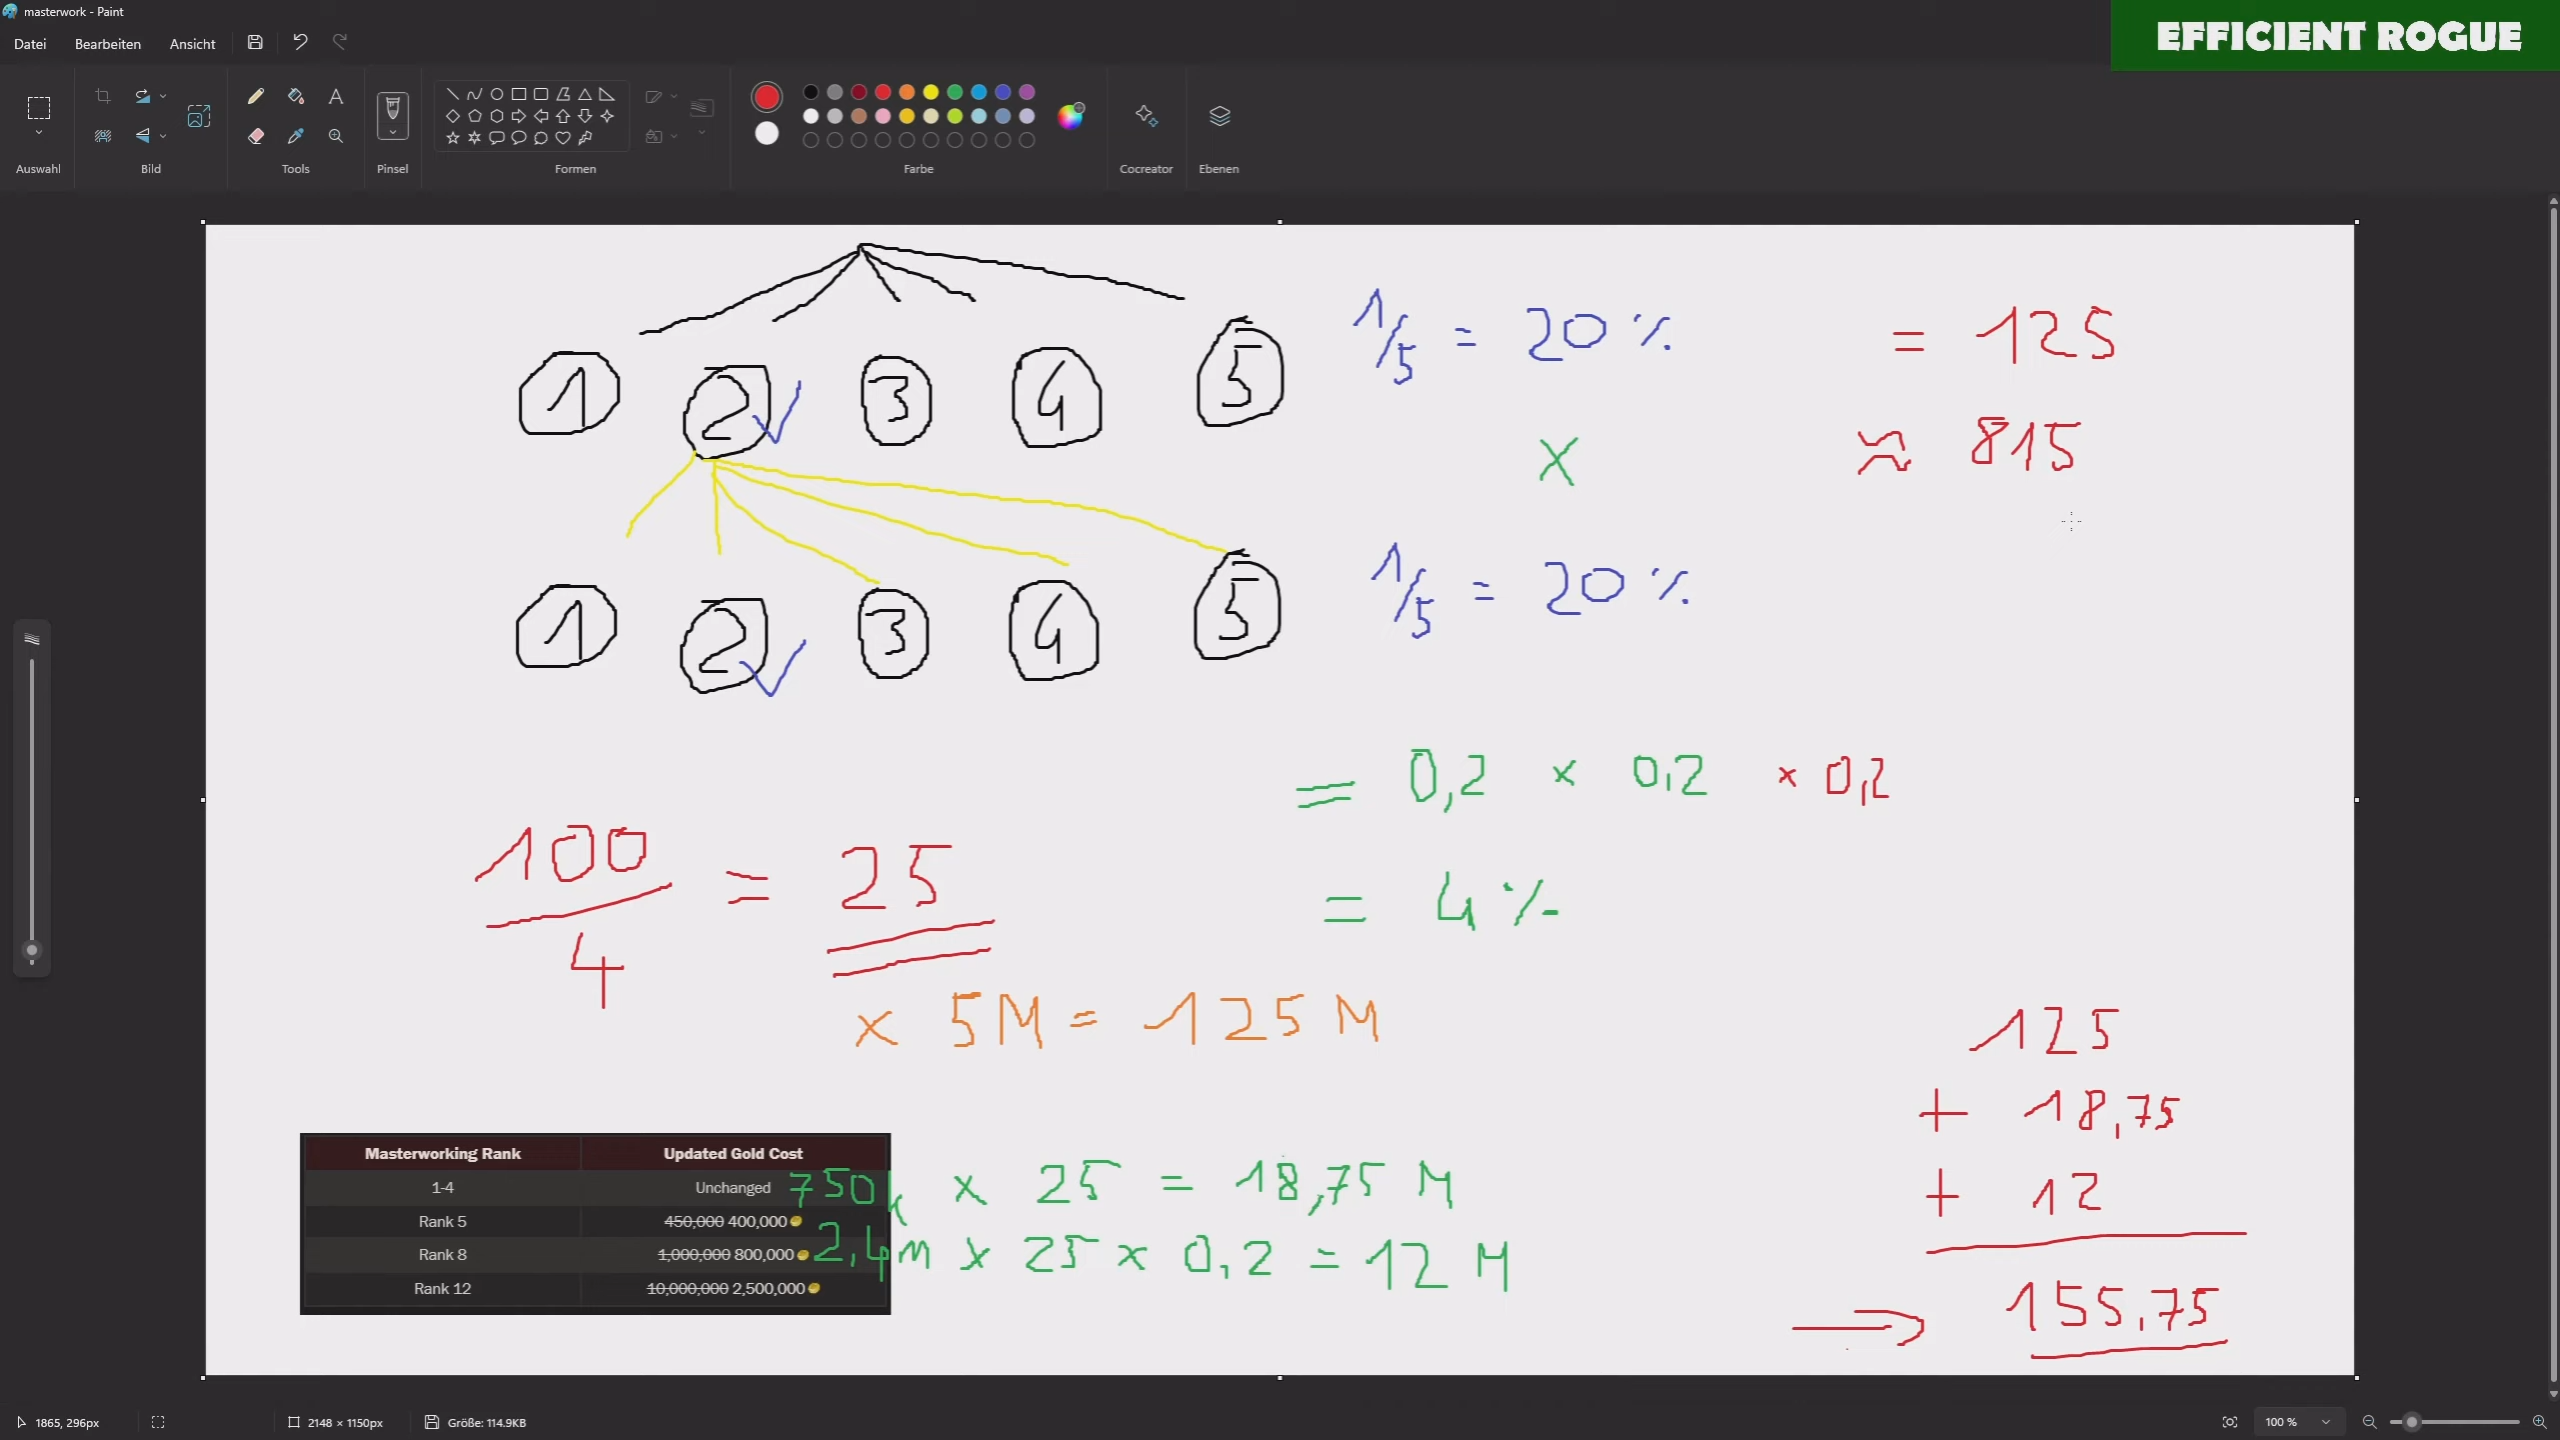 masterwork - Paint
EFFICIENT ROGUE
Datei Bearbeiten Ansicht
Auswahl Bild Tools Pinsel Formen Farbe Cocreator Ebenen
1/5 = 20 % = 125
1 2 3 4 5
x ≈ 815
1/5 = 20 %
1 2 3 4 5
= 0,2 x 0,2 x 0,2
100/4 = 25
= 4 %
x 5M = 125 M
125
+ 18,75
+ 12
155,75
Masterworking Rank Updated Gold Cost
1-4 Unchanged 750k x 25 = 18,75 M
Rank 5 450,000 400,000
Rank 8 1,000,000 800,000 2,4m x 25 x 0,2 = 12 M
Rank 12 10,000,000 2,500,000
1865, 296px 2148 × 1150px Größe: 114.9KB 100 %